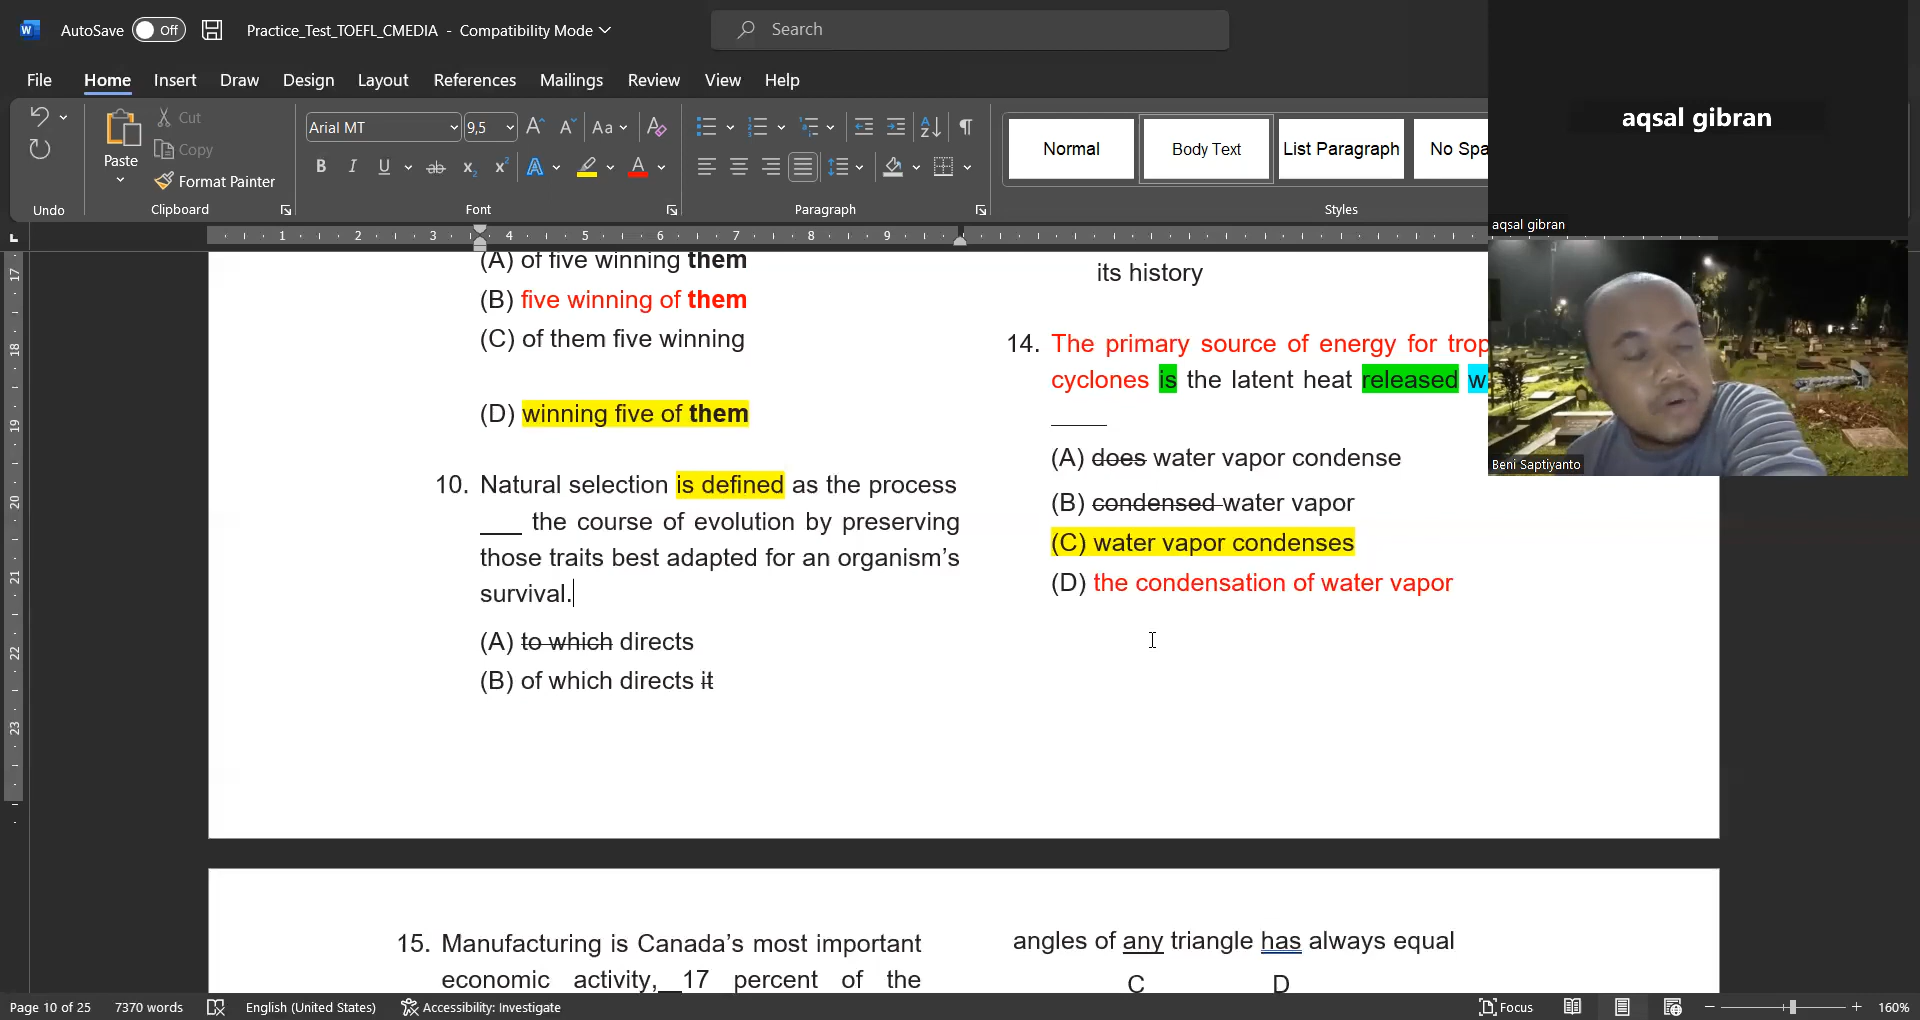 AutoSave Off Practice_Test_TOEFL_CMEDIA - Compatibility Mode Search
File Home Insert Draw Design Layout References Mailings Review View Help
Paste Cut Copy Format Painter
Arial MT 9,5
Normal Body Text List Paragraph No Spa
Undo Clipboard Font Paragraph Styles
aqsal gibran
aqsal gibran
Beni Saptiyanto
(A) of five winning them
(B) five winning of them
(C) of them five winning
(D) winning five of them
10. Natural selection is defined as the process
___ the course of evolution by preserving
those traits best adapted for an organism’s
survival.
(A) to which directs
(B) of which directs it
its history
14. The primary source of energy for trop
cyclones is the latent heat released w
____
(A) does water vapor condense
(B) condensed water vapor
(C) water vapor condenses
(D) the condensation of water vapor
15. Manufacturing is Canada’s most important
economic activity,__17 percent of the
angles of any triangle has always equal
C D
Page 10 of 25 7370 words English (United States) Accessibility: Investigate Focus 160%